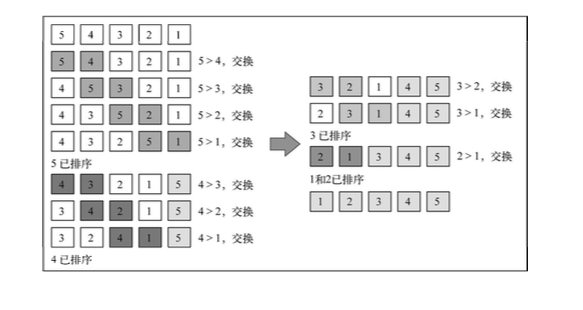 5 4 3 2 1
5 4 3 2 1 5>4，交换
4 5 3 2 1 5>3，交换
4 3 5 2 1 5>2，交换
4 3 2 5 1 5>1，交换
5 已排序
4 3 2 1 5 4>3，交换
3 4 2 1 5 4>2，交换
3 2 4 1 5 4>1，交换
4 已排序
3 2 1 4 5 3>2，交换
2 3 1 4 5 3>1，交换
3 已排序
2 1 3 4 5 2>1，交换
1和2已排序
1 2 3 4 5